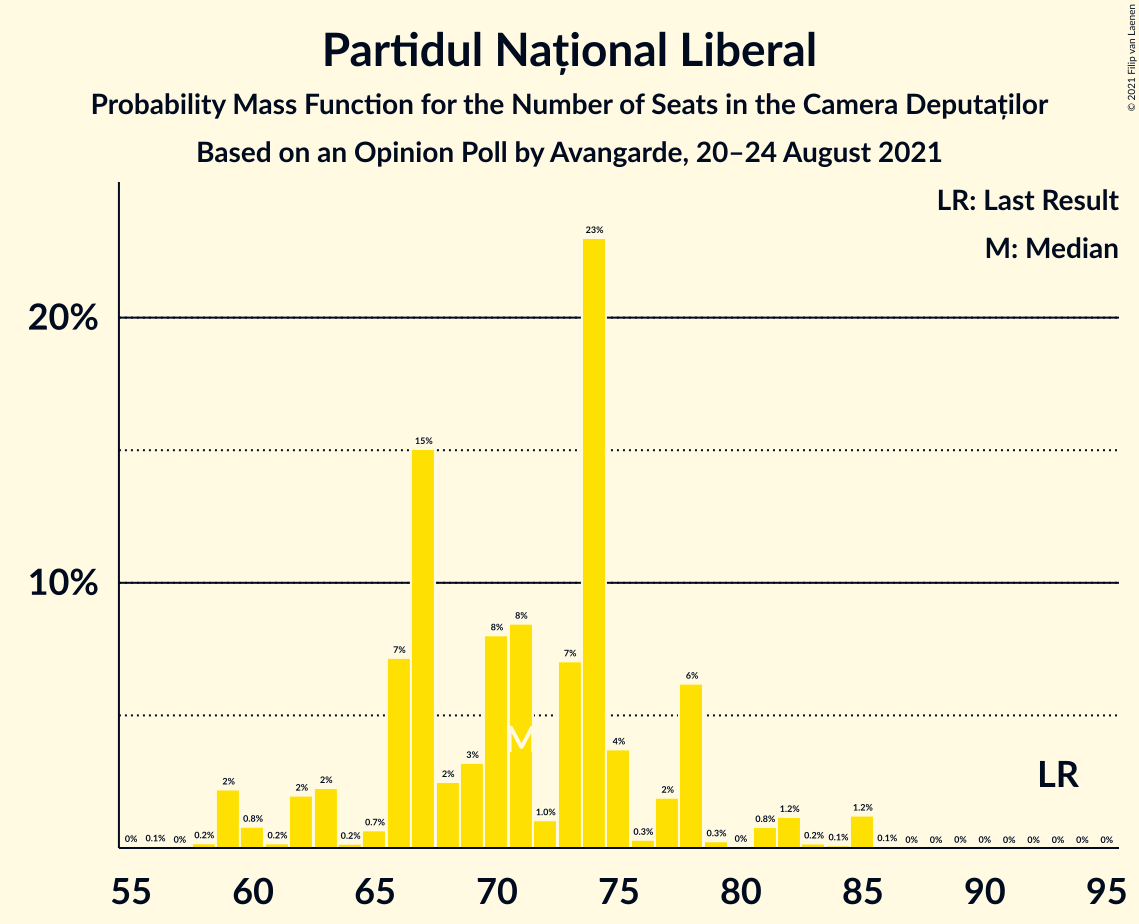 Partidul Național Liberal
Probability Mass Function for the Number of Seats in the Camera Deputaților
Based on an Opinion Poll by Avangarde, 20–24 August 2021
© 2021 Filip van Laenen
LR: Last Result
M: Median
20%
10%
0% 0.1% 0% 0.2% 2% 0.8% 0.2% 2% 2% 0.2% 0.7% 7% 15% 2% 3% 8% 8% 1.0% 7% 23% 4% 0.3% 2% 6% 0.3% 0% 0.8% 1.2% 0.2% 0.1% 1.2% 0.1% 0% 0% 0% 0% 0% 0% 0% 0% 0%
M
LR
55 60 65 70 75 80 85 90 95